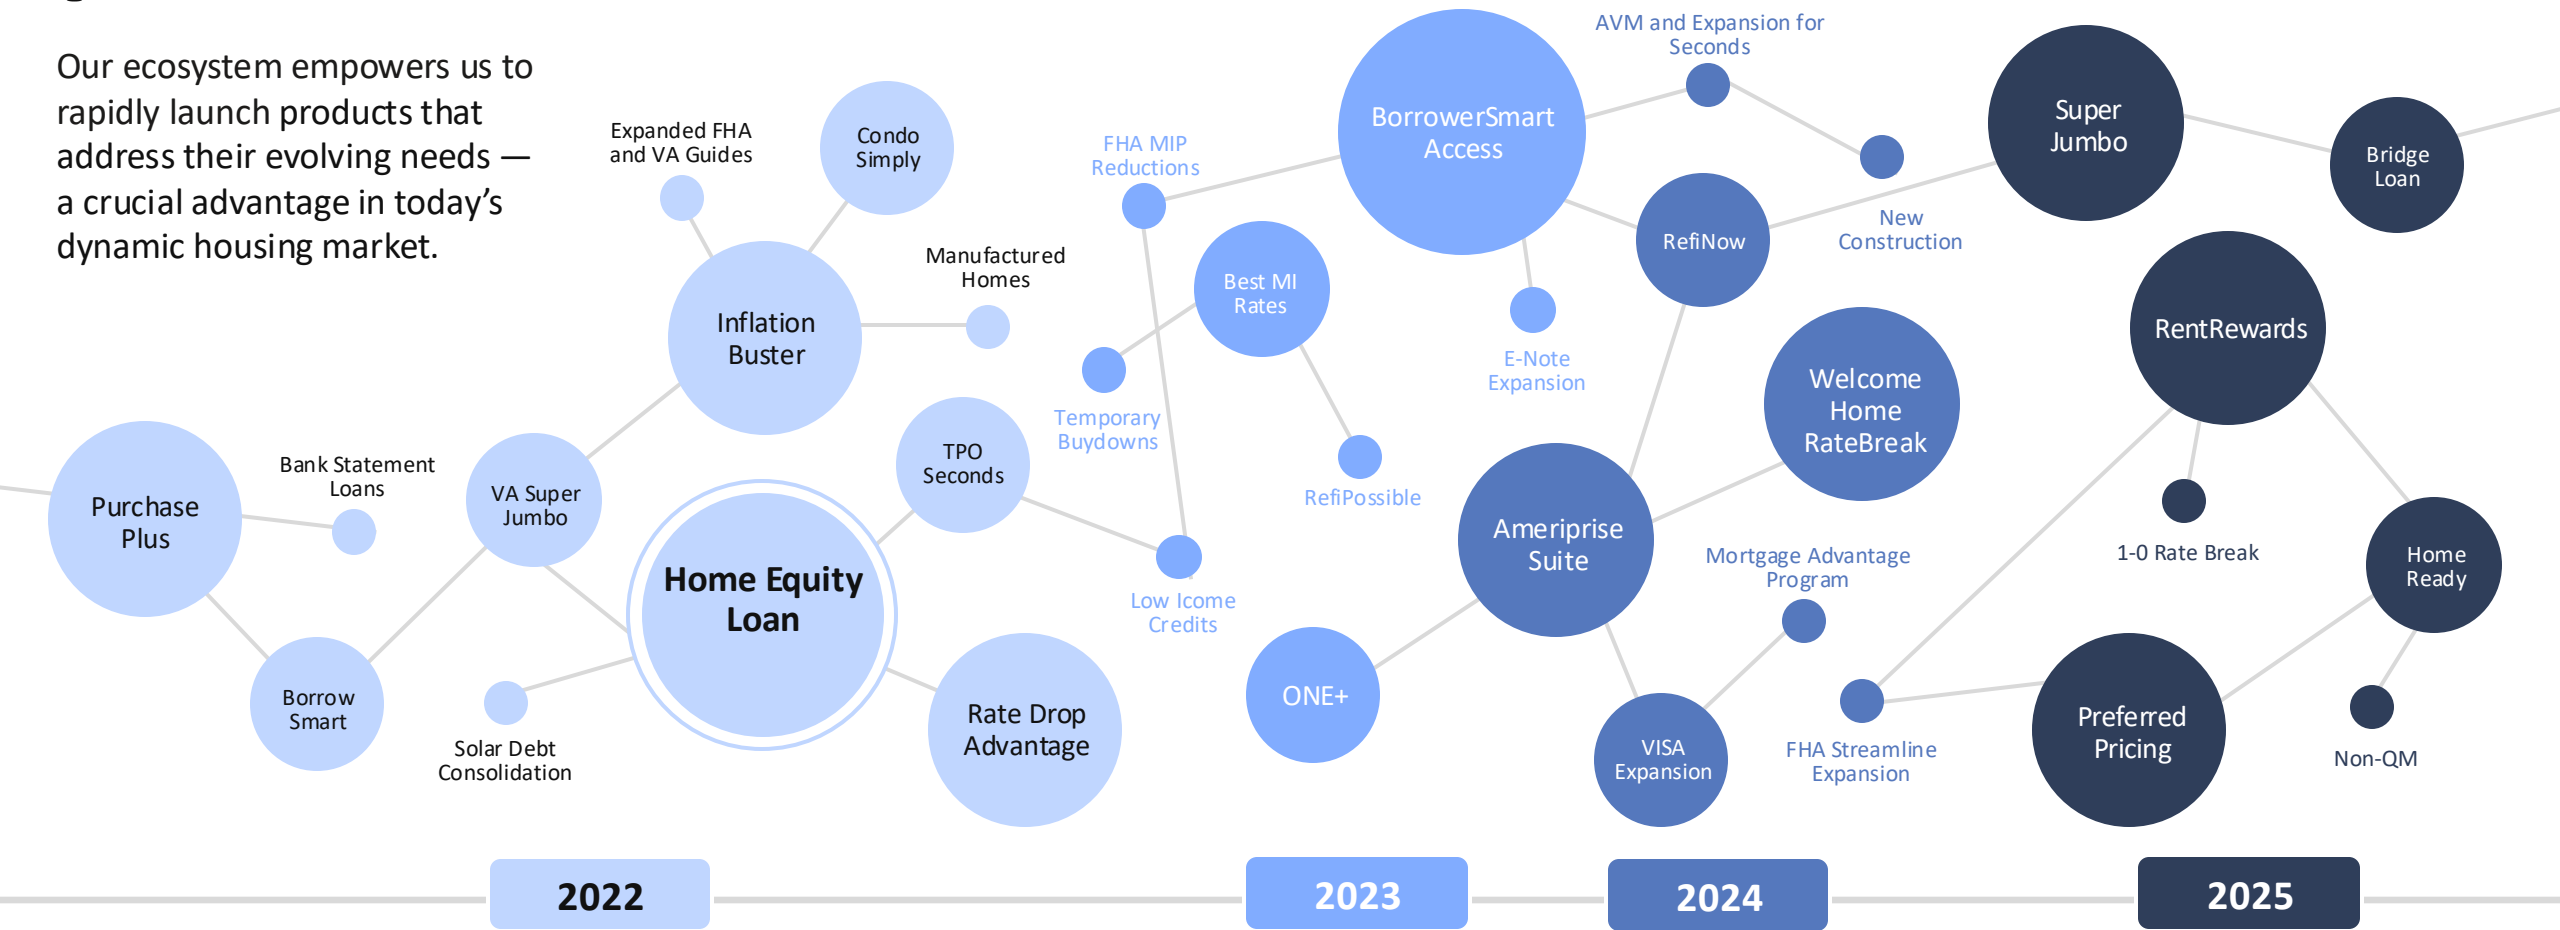 Our ecosystem empowers us to
rapidly launch products that
address their evolving needs —
a crucial advantage in today’s
dynamic housing market.
Expanded FHA
and VA Guides
Condo
Simply
Manufactured
Homes
Inflation
Buster
Purchase
Plus
Bank Statement
Loans
VA Super
Jumbo
TPO
Seconds
Home Equity
Loan
Borrow
Smart
Solar Debt
Consolidation
Rate Drop
Advantage
FHA MIP
Reductions
BorrowerSmart
Access
Best MI
Rates
Temporary
Buydowns
RefiPossible
E-Note
Expansion
Low Icome
Credits
ONE+
AVM and Expansion for
Seconds
New
Construction
RefiNow
Welcome
Home
RateBreak
Ameriprise
Suite
Mortgage Advantage
Program
VISA
Expansion
FHA Streamline
Expansion
Super
Jumbo
Bridge
Loan
RentRewards
1-0 Rate Break
Home
Ready
Preferred
Pricing
Non-QM
2022
2023
2024
2025